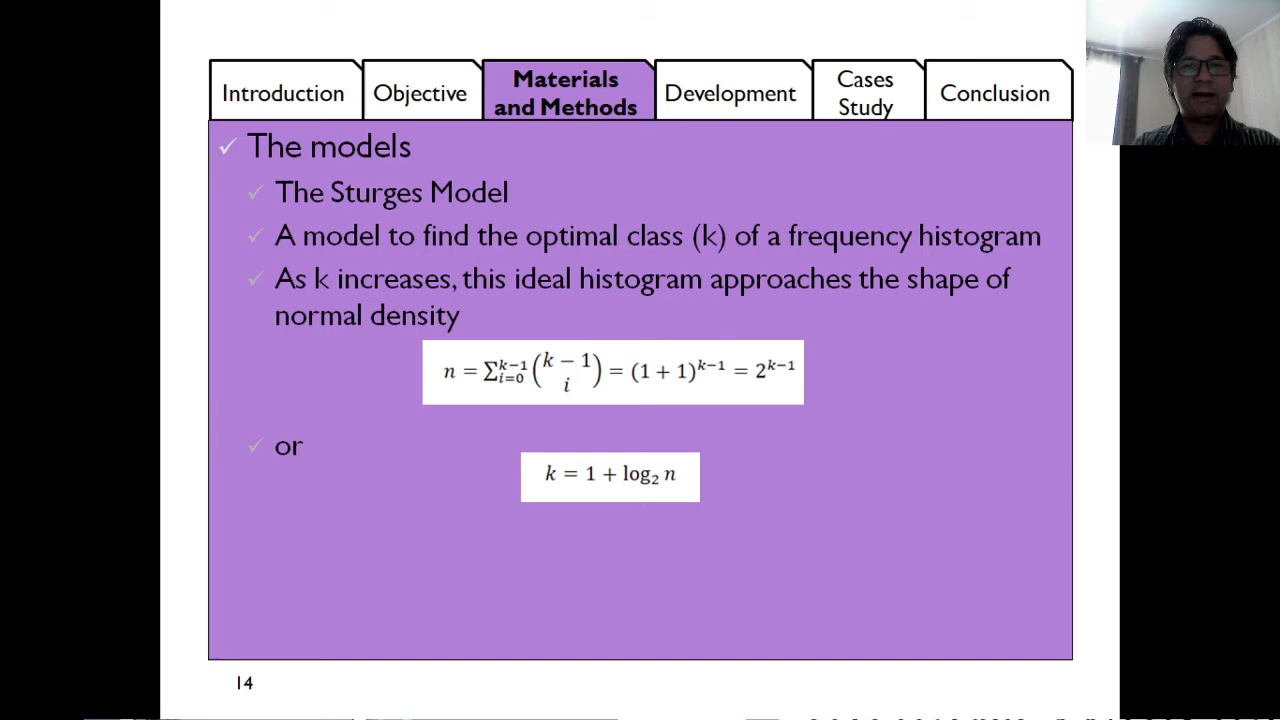 Introduction
Objective
Materials
and Methods
Development
Cases
Study
Conclusion
✓ The models
✓ The Sturges Model
✓ A model to find the optimal class (k) of a frequency histogram
✓ As k increases, this ideal histogram approaches the shape of
normal density
n = ∑_{i=0}^{k−1} (k − 1 / i) = (1 + 1)^{k−1} = 2^{k−1}
✓ or
k = 1 + log₂ n
14